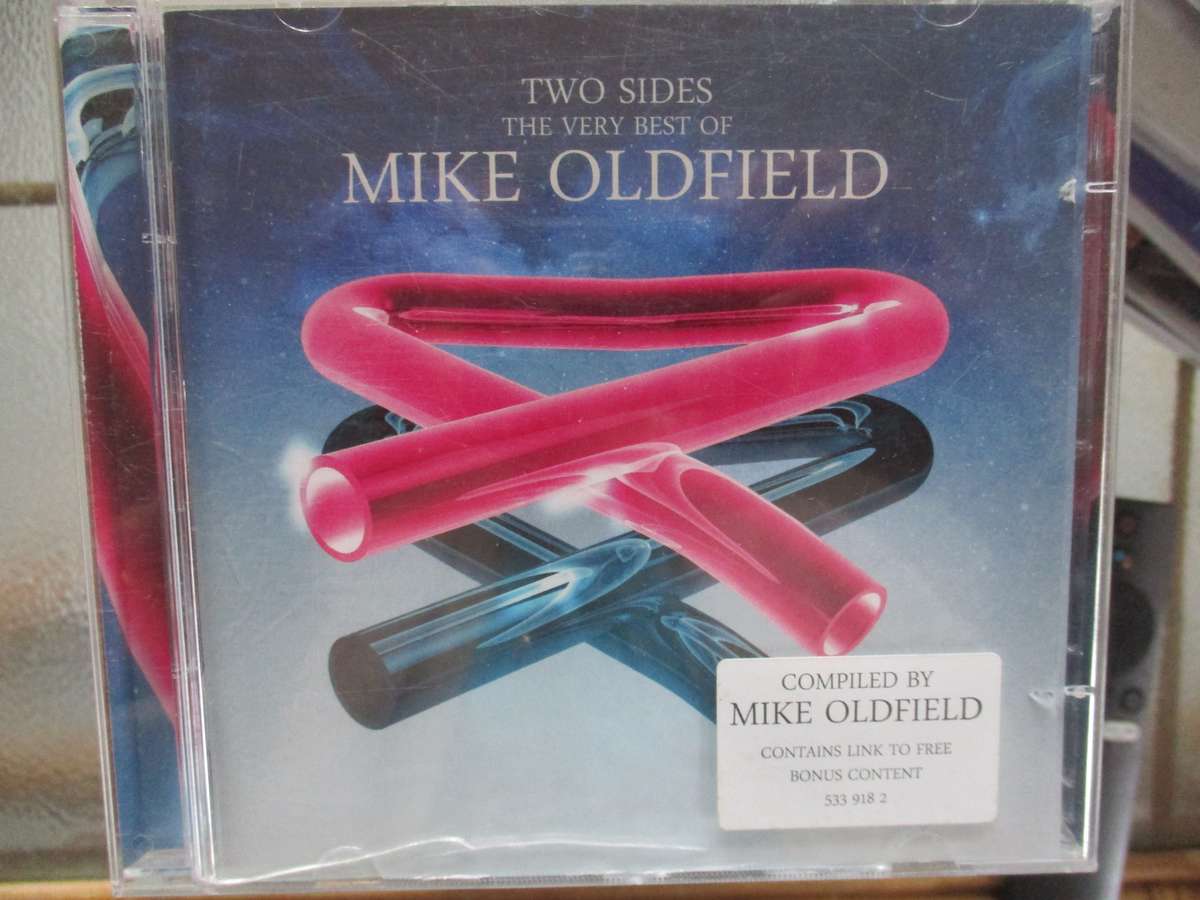 TWO SIDES
THE VERY BEST OF
MIKE OLDFIELD
COMPILED BY
MIKE OLDFIELD
CONTAINS LINK TO FREE
BONUS CONTENT
533 918 2